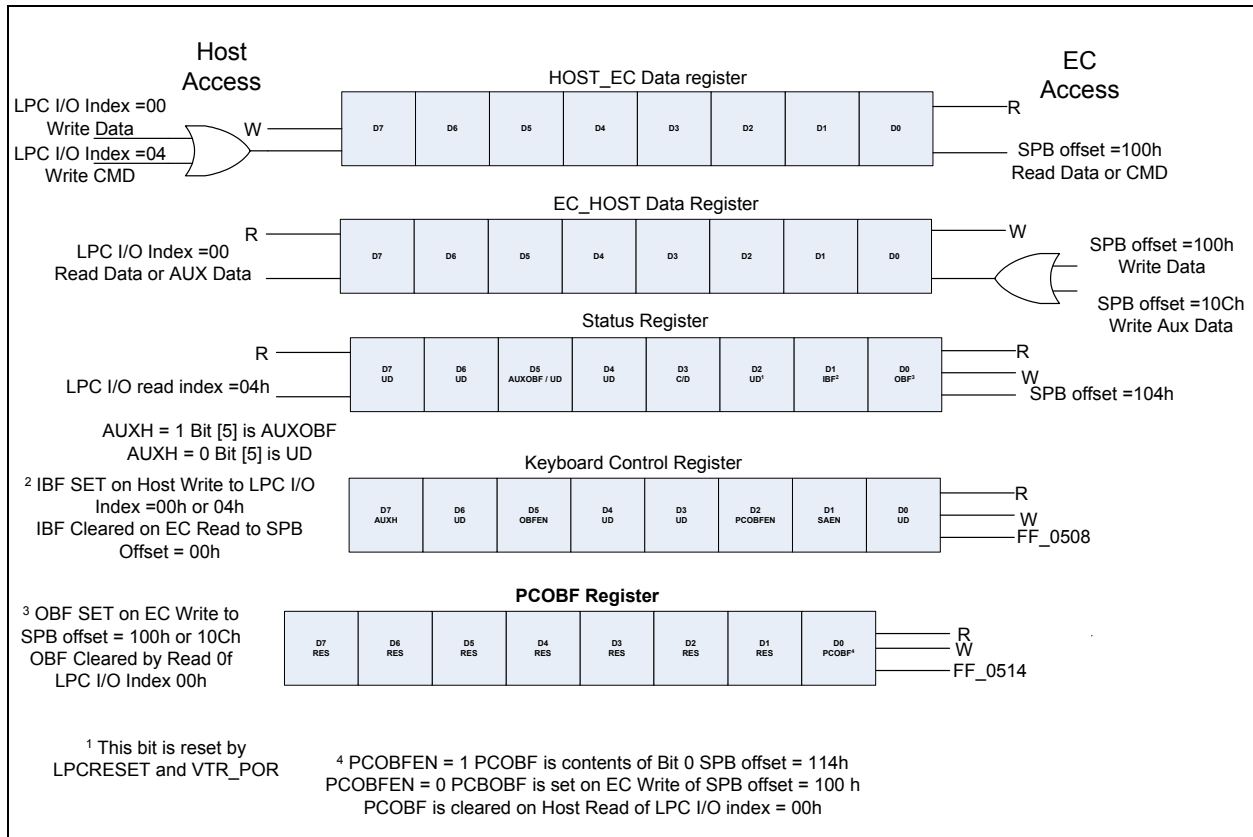 Host
Access
EC
Access
HOST_EC Data register
LPC I/O Index =00
Write Data
LPC I/O Index =04
Write CMD
W
D7 D6 D5 D4 D3 D2 D1 D0
R
SPB offset =100h
Read Data or CMD
EC_HOST Data Register
R
LPC I/O Index =00
Read Data or AUX Data
D7 D6 D5 D4 D3 D2 D1 D0
W
SPB offset =100h
Write Data
SPB offset =10Ch
Write Aux Data
Status Register
R
LPC I/O read index =04h
D7 D6 D5 D4 D3 D2 D1 D0
UD UD AUXOBF / UD UD C/D UD¹ IBF² OBF³
R
W
SPB offset =104h
AUXH = 1 Bit [5] is AUXOBF
AUXH = 0 Bit [5] is UD
Keyboard Control Register
D7 D6 D5 D4 D3 D2 D1 D0
AUXH UD OBFEN UD UD PCOBFEN SAEN UD
R
W
FF_0508
² IBF SET on Host Write to LPC I/O
Index =00h or 04h
IBF Cleared on EC Read to SPB
Offset = 00h
PCOBF Register
D7 D6 D5 D4 D3 D2 D1 D0
RES RES RES RES RES RES RES PCOBF⁴
R
W
FF_0514
³ OBF SET on EC Write to
SPB offset = 100h or 10Ch
OBF Cleared by Read 0f
LPC I/O Index 00h
¹ This bit is reset by
LPCRESET and VTR_POR
⁴ PCOBFEN = 1 PCOBF is contents of Bit 0 SPB offset = 114h
PCOBFEN = 0 PCBOBF is set on EC Write of SPB offset = 100 h
PCOBF is cleared on Host Read of LPC I/O index = 00h